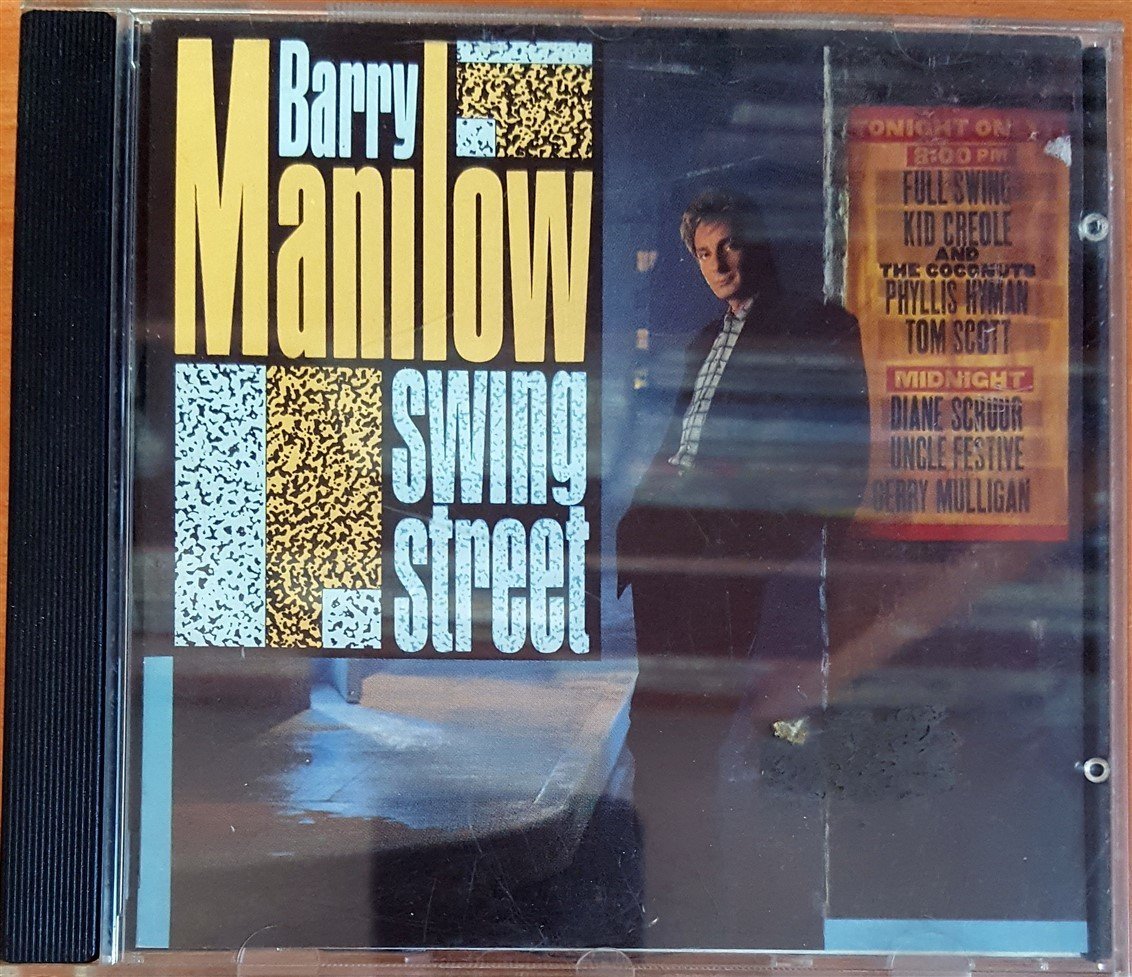 Barry
Manilow
swing
street
TONIGHT ON
8:00 PM
FULL SWING
KID CREOLE
AND
THE COCONUTS
PHYLLIS HYMAN
TOM SCOTT
MIDNIGHT
DIANE SCHUUR
UNCLE FESTIVE
GERRY MULLIGAN